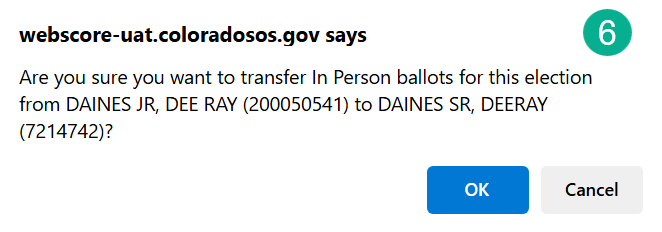 webscore-uat.coloradosos.gov says
6
Are you sure you want to transfer In Person ballots for this election
from DAINES JR, DEE RAY (200050541) to DAINES SR, DEERAY
(7214742)?
OK
Cancel